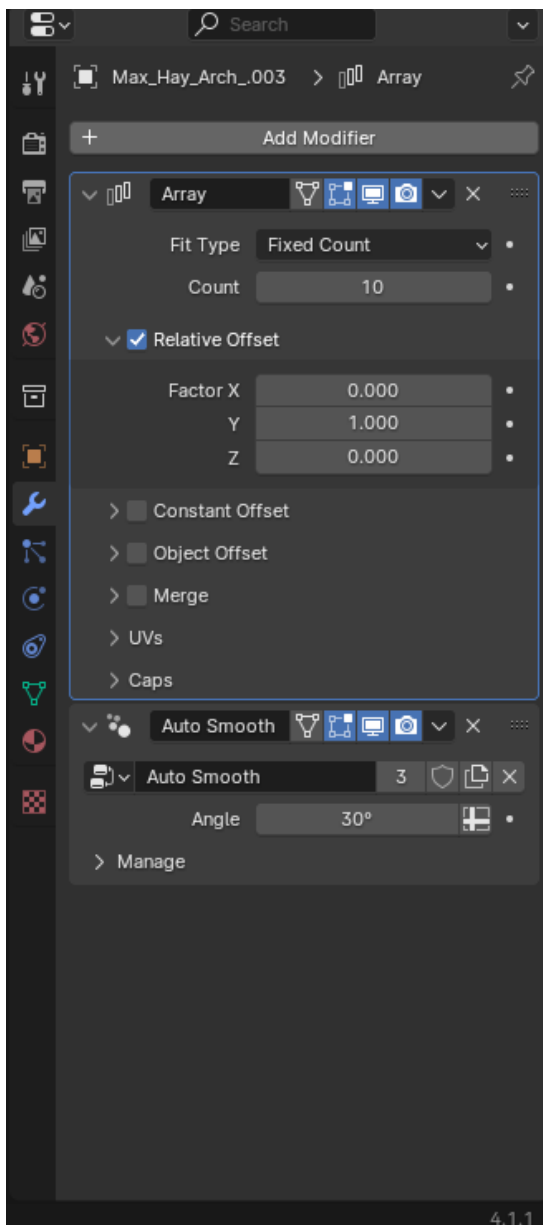 Search
Max_Hay_Arch_.003 > Array
+ Add Modifier
Array
Fit Type Fixed Count
Count 10
Relative Offset
Factor X 0.000
Y 1.000
Z 0.000
Constant Offset
Object Offset
Merge
UVs
Caps
Auto Smooth
Auto Smooth 3
Angle 30°
Manage
4.1.1